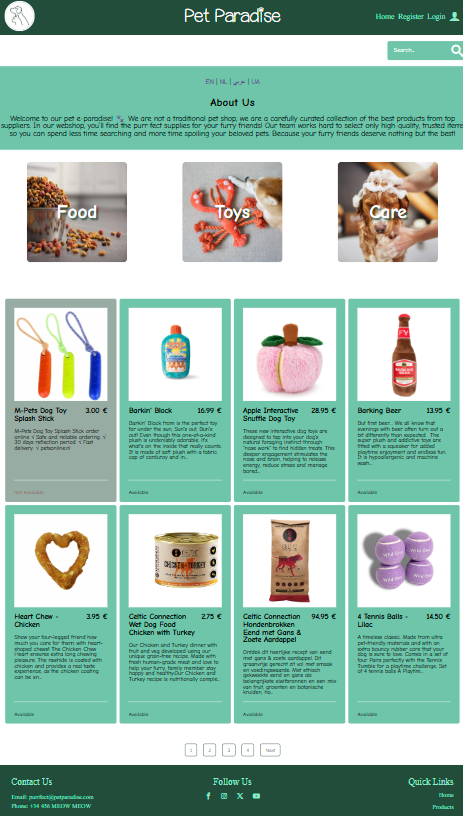 Pet Paradise
Home Register Login
Search..
EN | NL | عربي | UA
About Us
Welcome to our pet e-paradise! 🐾 We are not a traditional pet shop, we are a carefully curated collection of the best products from top
suppliers. In our webshop, you'll find the purr-fect supplies for your furry friends! Our team works hard to select only high-quality, trusted items
so you can spend less time searching and more time spoiling your beloved pets. Because your furry friends deserve nothing but the best!
Food
Toys
Care
M-Pets Dog Toy 3.00 €
Splash Stick
M-Pets Dog Toy Splash Stick order
online √ Safe and reliable ordering. √
30 days reflection period. √ Fast
delivery. √ petsonline.nl
Not Available
Barkin' Block 16.99 €
Barkin' Block from is the perfect toy
for under the sun. Sun's out, Bun's
out! Even though this one-of-a-kind
product is undeniably adorable, it's
what's on the inside that really counts.
It is made of soft plush with a fabric
cap of corduroy and in..
Available
Apple Interactive 28.95 €
Snuffle Dog Toy
These new interactive dog toys are
designed to tap into your dog's
natural foraging instinct through
"nose work" to find hidden treats. This
deeper engagement stimulates the
nose and brain, helping to release
energy, reduce stress and manage
bored..
Available
Barking Beer 13.95 €
But first beer... We all know that
evenings with beer often turn out a
bit differently than expected.. The
super plush and addictive toys are
fitted with a squeaker for added
playtime enjoyment and endless fun.
It is hypoallergenic and machine
wash..
Available
Heart Chew - 3.95 €
Chicken
Show your four-legged friend how
much you care for them with heart-
shaped chews! The Chicken Chew
Heart ensures extra long chewing
pleasure. The rawhide is coated with
chicken and provides a real taste
experience, as the chicken coating
can be sn..
Available
Celtic Connection 2.75 €
Wet Dog Food
Chicken with Turkey
Our Chicken and Turkey dinner with
fruit and veg developed using our
unique grain-free recipe. Made with
fresh human-grade meat and love to
help your furry family member stay
happy and healthy.Our Chicken and
Turkey recipe is nutritionally comple..
Available
Celtic Connection 94.95 €
Hondenbrokken
Eend met Gans &
Zoete Aardappel
Ontdek dit heerlijke recept van eend
met gans & zoete aardappel. Dit
graanvrije gerecht zit vol met smaak
en voedingswaarde. Met ethisch
gekweekte eend en gans als
belangrijkste eiwitbronnen en een mix
van fruit, groenten en botanische
kruiden, ha..
Available
4 Tennis Balls - 14.50 €
Lilac
A timeless classic. Made from ultra
pet-friendly materials and with an
extra bouncy rubber core that your
dog is sure to love. Comes in a set of
four. Pairs perfectly with the Tennis
Tumble for a playtime challenge. Set
of 4 tennis balls A Playtim..
Available
1 2 3 4 Next
Contact Us
Email: purrfect@petparadise.com
Phone: +34 456 MEOW MEOW
Follow Us
Quick Links
Home
Products